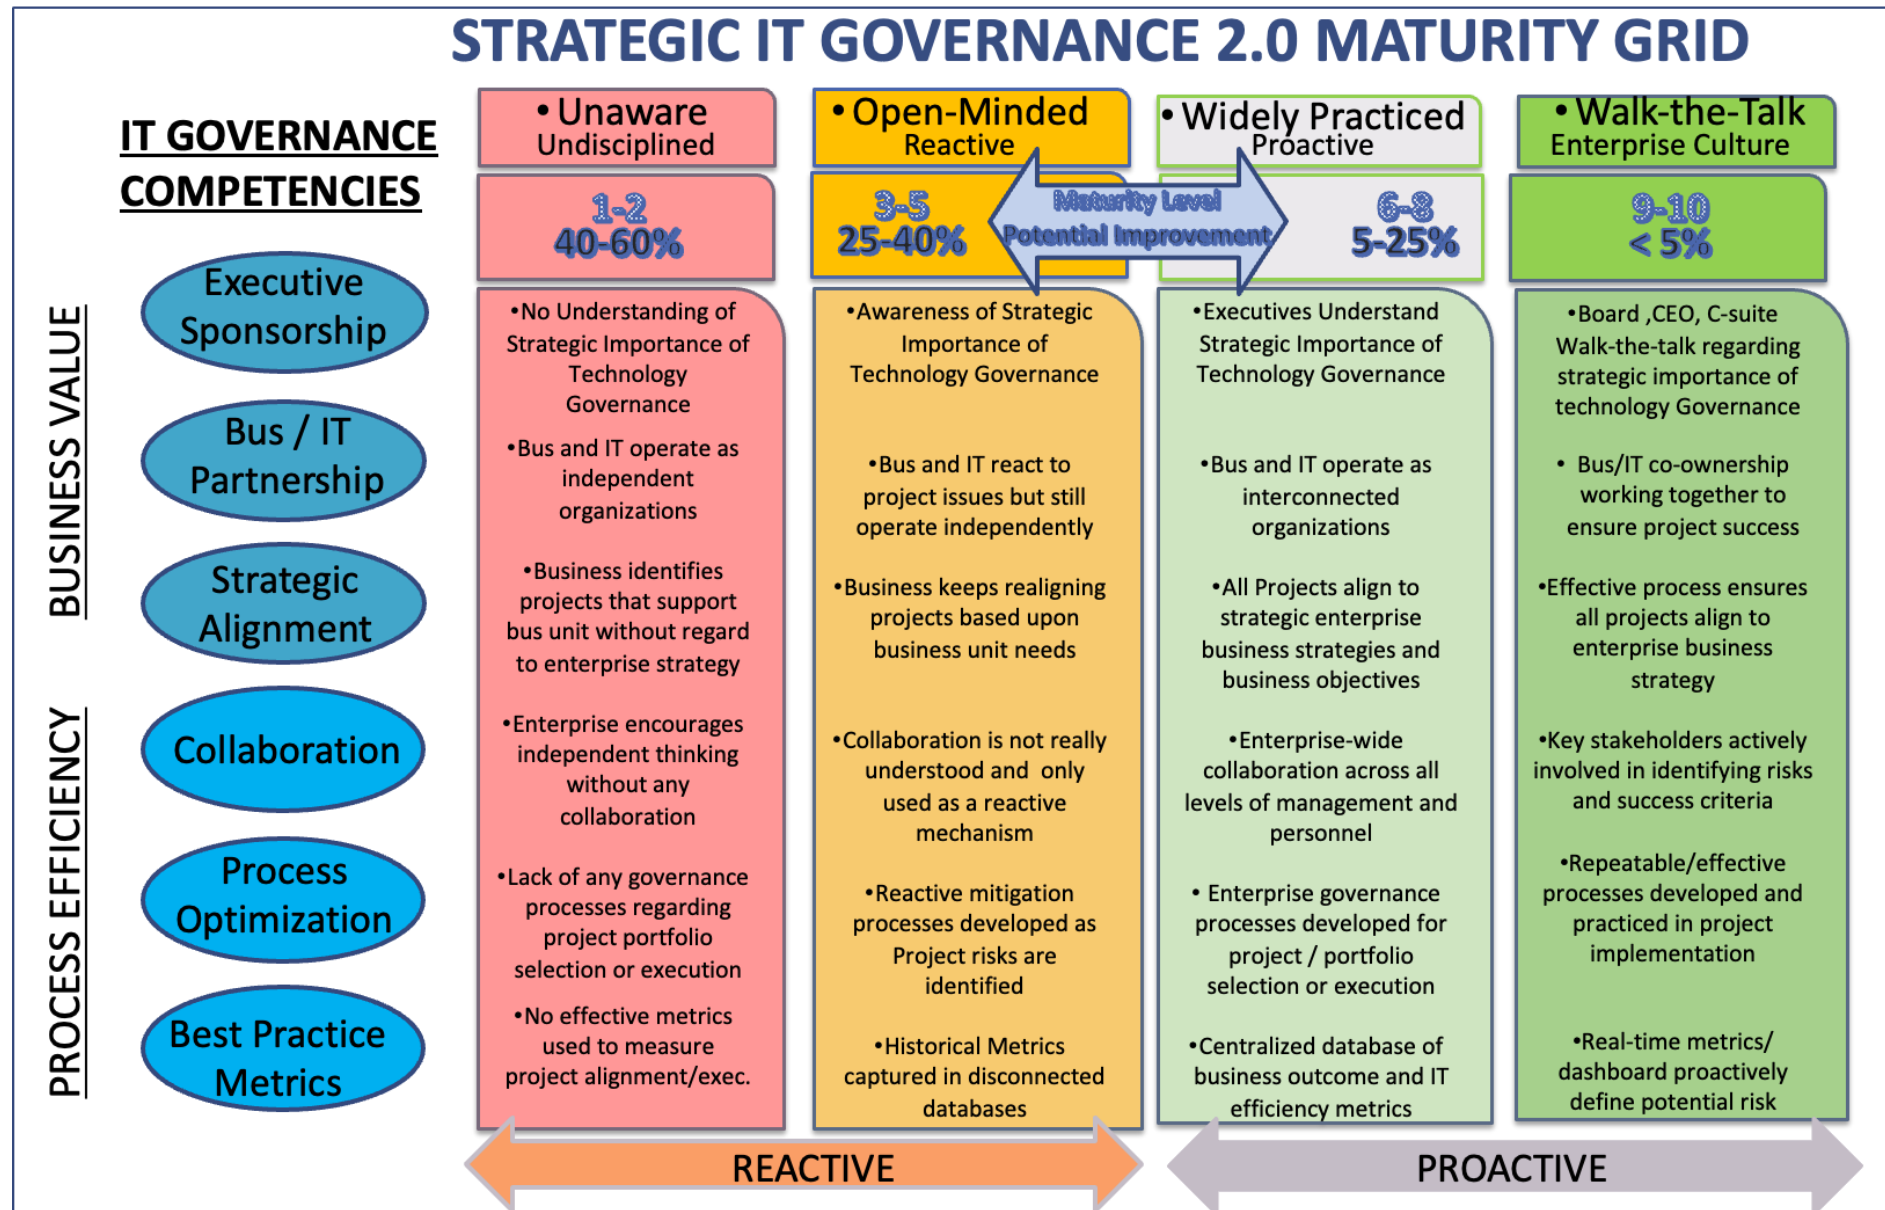 STRATEGIC IT GOVERNANCE 2.0 MATURITY GRID
IT GOVERNANCE
COMPETENCIES
• Unaware
Undisciplined
• Open-Minded
Reactive
• Widely Practiced
Proactive
• Walk-the-Talk
Enterprise Culture
1-2
40-60%
3-5
25-40%
Maturity Level
Potential Improvement
6-8
5-25%
9-10
< 5%
BUSINESS VALUE
Executive
Sponsorship
•No Understanding of
Strategic Importance of
Technology
Governance
•Awareness of Strategic
Importance of
Technology Governance
•Executives Understand
Strategic Importance of
Technology Governance
•Board ,CEO, C-suite
Walk-the-talk regarding
strategic importance of
technology Governance
Bus / IT
Partnership
•Bus and IT operate as
independent
organizations
•Bus and IT react to
project issues but still
operate independently
•Bus and IT operate as
interconnected
organizations
• Bus/IT co-ownership
working together to
ensure project success
Strategic
Alignment
•Business identifies
projects that support
bus unit without regard
to enterprise strategy
•Business keeps realigning
projects based upon
business unit needs
•All Projects align to
strategic enterprise
business strategies and
business objectives
•Effective process ensures
all projects align to
enterprise business
strategy
PROCESS EFFICIENCY
Collaboration
•Enterprise encourages
independent thinking
without any
collaboration
•Collaboration is not really
understood and only
used as a reactive
mechanism
•Enterprise-wide
collaboration across all
levels of management and
personnel
•Key stakeholders actively
involved in identifying risks
and success criteria
Process
Optimization
•Lack of any governance
processes regarding
project portfolio
selection or execution
•Reactive mitigation
processes developed as
Project risks are
identified
• Enterprise governance
processes developed for
project / portfolio
selection or execution
•Repeatable/effective
processes developed and
practiced in project
implementation
Best Practice
Metrics
•No effective metrics
used to measure
project alignment/exec.
•Historical Metrics
captured in disconnected
databases
•Centralized database of
business outcome and IT
efficiency metrics
•Real-time metrics/
dashboard proactively
define potential risk
REACTIVE
PROACTIVE